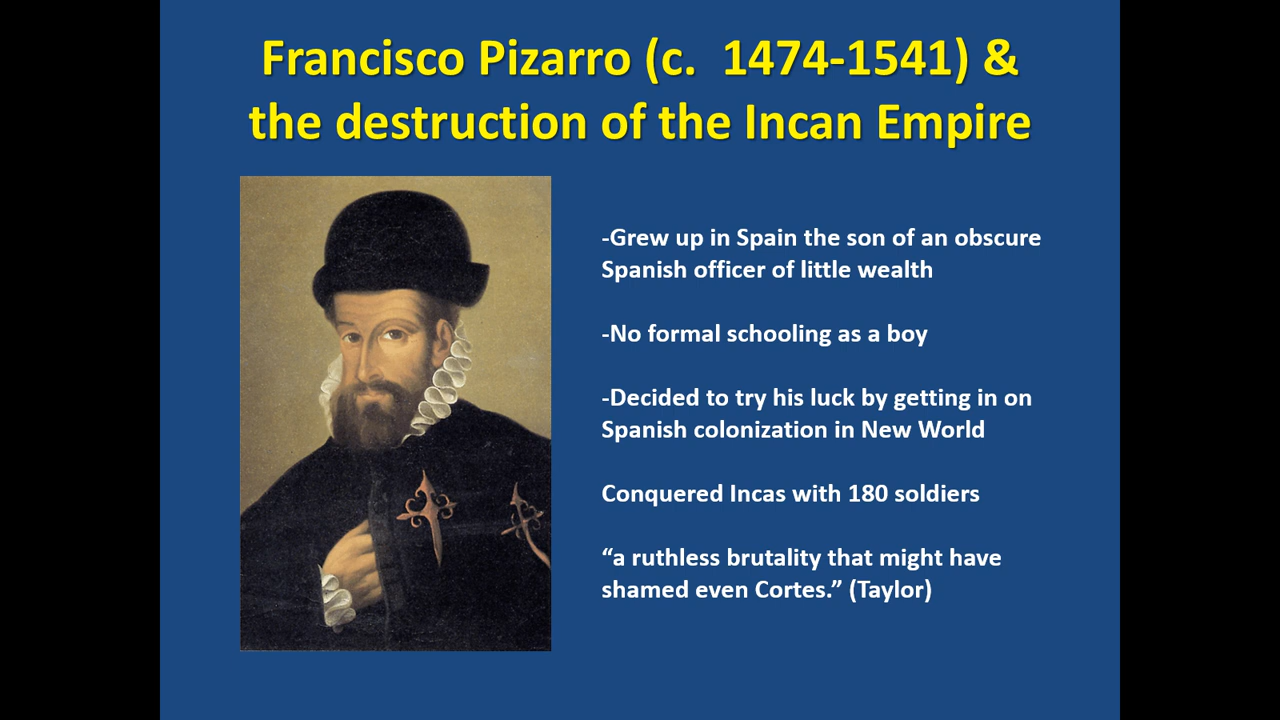 Francisco Pizarro (c.  1474-1541) &
the destruction of the Incan Empire
-Grew up in Spain the son of an obscure
Spanish officer of little wealth
-No formal schooling as a boy
-Decided to try his luck by getting in on
Spanish colonization in New World
Conquered Incas with 180 soldiers
“a ruthless brutality that might have
shamed even Cortes.” (Taylor)